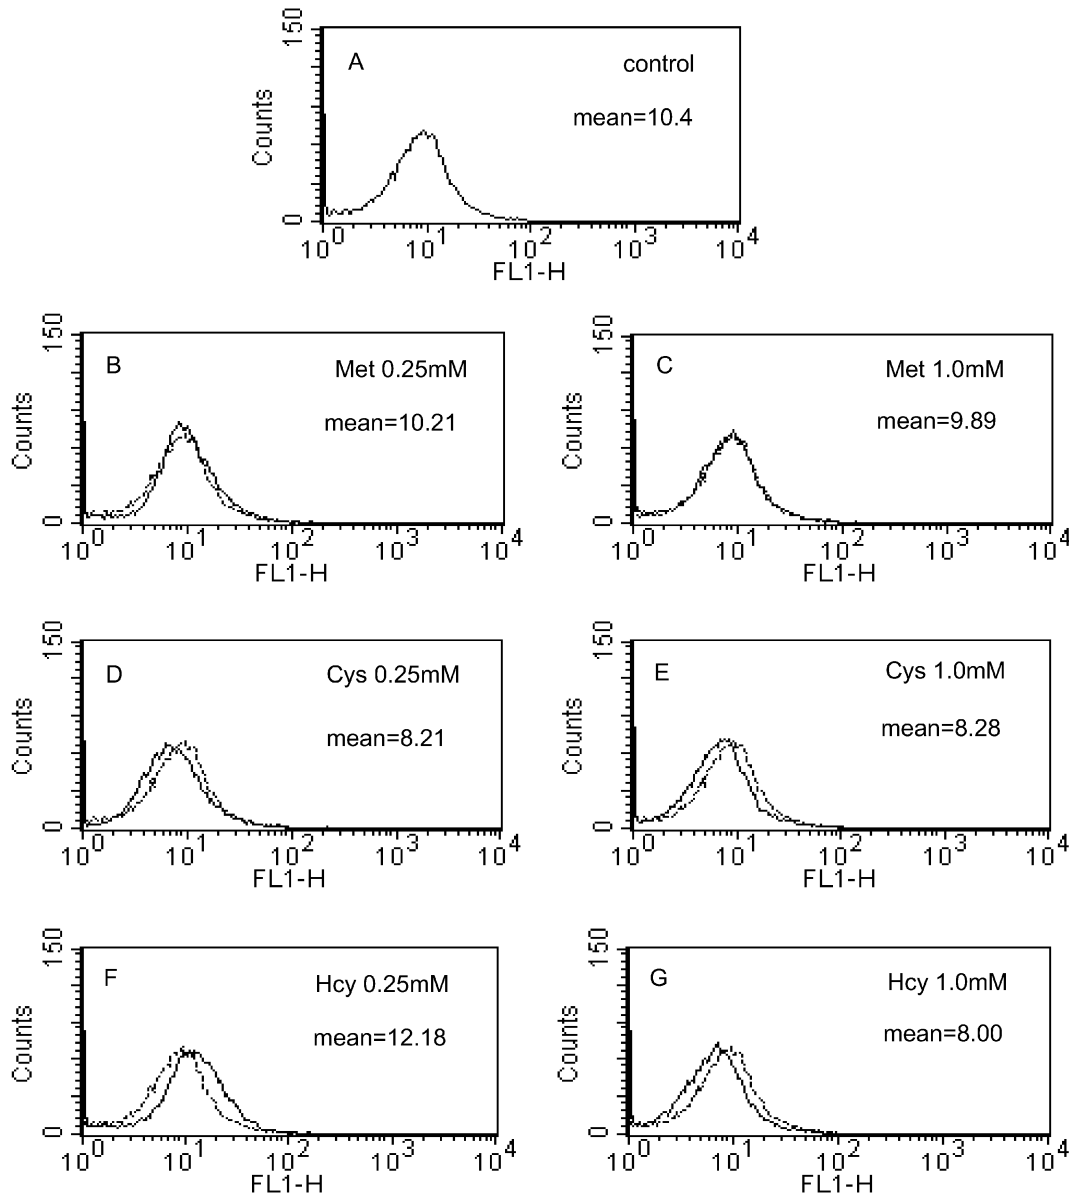 150
A
control
mean=10.4
Counts
0
10^0 10^1 10^2 10^3 10^4
FL1-H
150
B
Met 0.25mM
mean=10.21
Counts
0
10^0 10^1 10^2 10^3 10^4
FL1-H
150
C
Met 1.0mM
mean=9.89
Counts
0
10^0 10^1 10^2 10^3 10^4
FL1-H
150
D
Cys 0.25mM
mean=8.21
Counts
0
10^0 10^1 10^2 10^3 10^4
FL1-H
150
E
Cys 1.0mM
mean=8.28
Counts
0
10^0 10^1 10^2 10^3 10^4
FL1-H
150
F
Hcy 0.25mM
mean=12.18
Counts
0
10^0 10^1 10^2 10^3 10^4
FL1-H
150
G
Hcy 1.0mM
mean=8.00
Counts
0
10^0 10^1 10^2 10^3 10^4
FL1-H